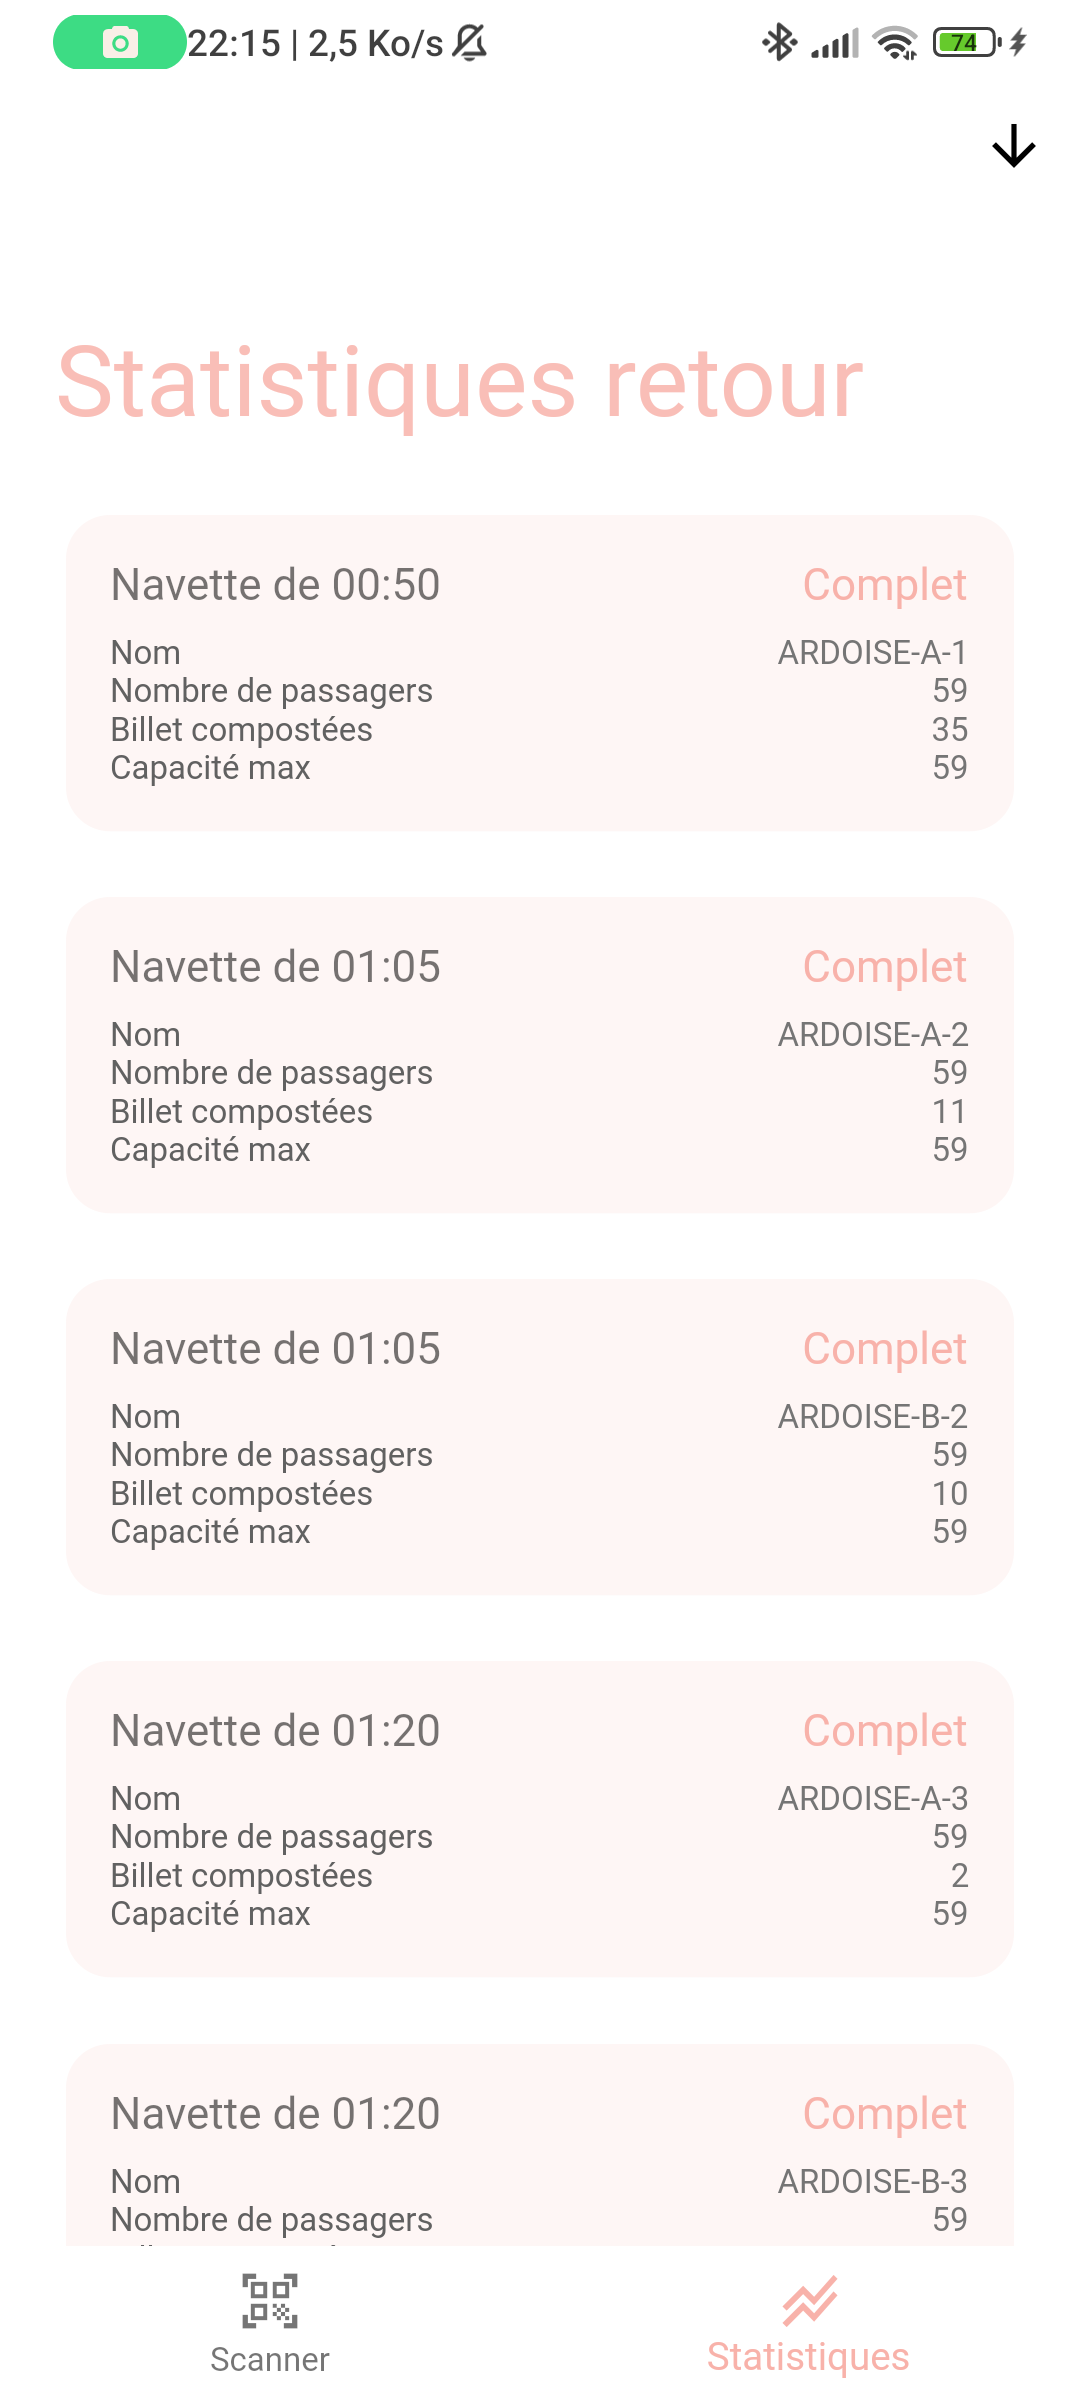 22:15 | 2,5 Ko/s
74
Statistiques retour
Navette de 00:50 Complet
Nom ARDOISE-A-1
Nombre de passagers 59
Billet compostées 35
Capacité max 59
Navette de 01:05 Complet
Nom ARDOISE-A-2
Nombre de passagers 59
Billet compostées 11
Capacité max 59
Navette de 01:05 Complet
Nom ARDOISE-B-2
Nombre de passagers 59
Billet compostées 10
Capacité max 59
Navette de 01:20 Complet
Nom ARDOISE-A-3
Nombre de passagers 59
Billet compostées 2
Capacité max 59
Navette de 01:20 Complet
Nom ARDOISE-B-3
Nombre de passagers 59
Scanner Statistiques